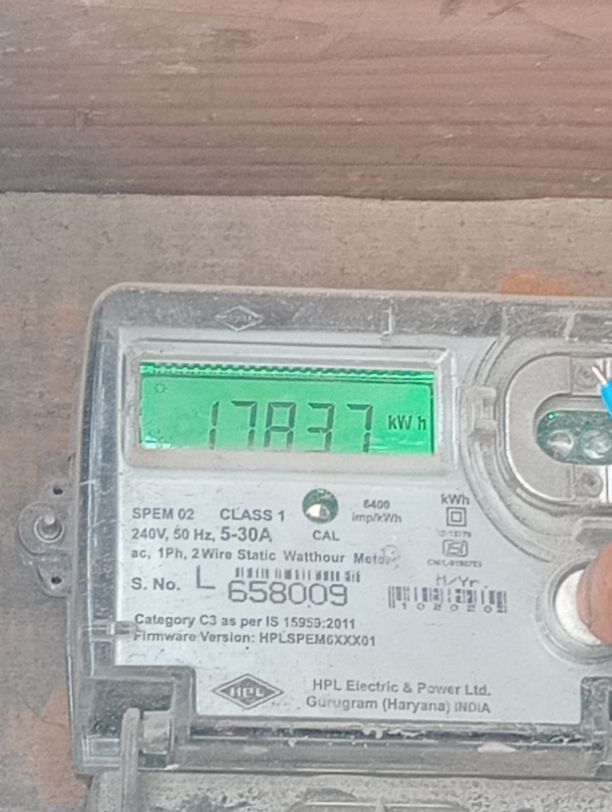 17837 kWh
SPEM 02 CLASS 1
6400 imp/kWh
kWh
240V, 50 Hz, 5-30A
CAL
ac, 1Ph, 2 Wire Static Watthour Meter
S. No. L 658009
M/Yr.
Category C3 as per IS 15959:2011
Firmware Version: HPLSPEM6XXX01
HPL
HPL Electric & Power Ltd.
Gurugram (Haryana) INDIA